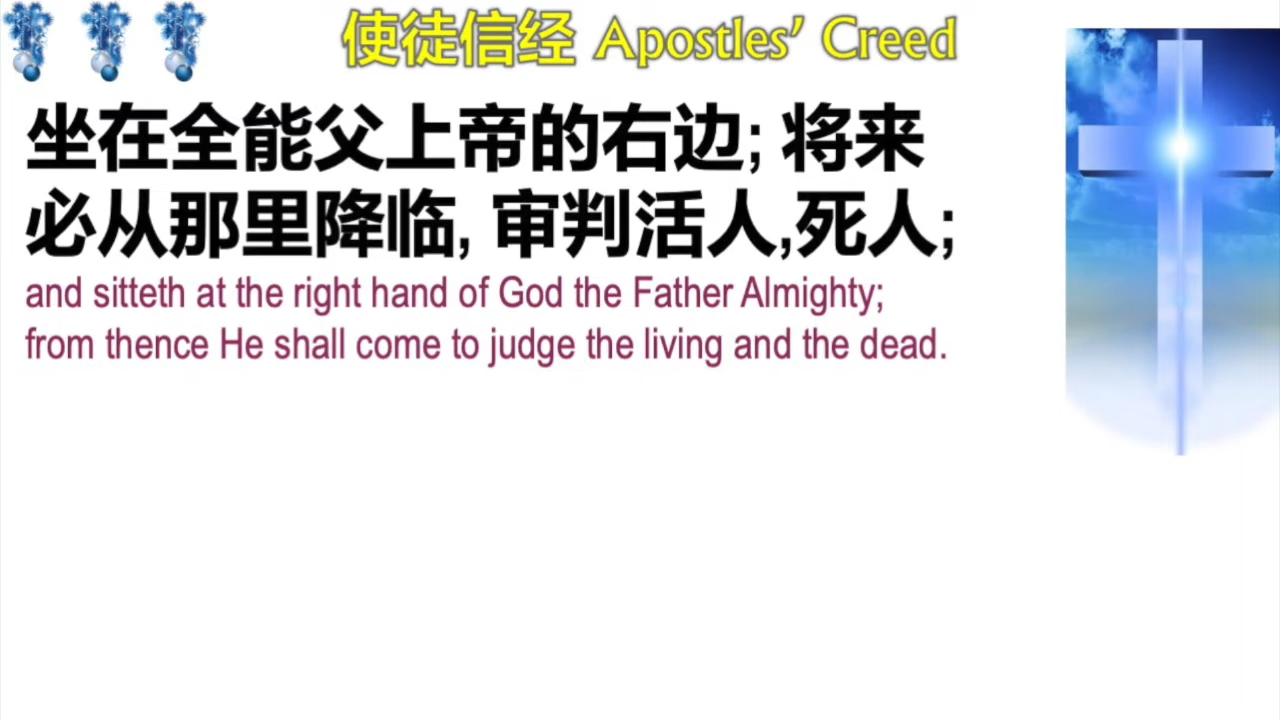 使徒信经 Apostles’ Creed
坐在全能父上帝的右边; 将来
必从那里降临, 审判活人,死人;
and sitteth at the right hand of God the Father Almighty;
from thence He shall come to judge the living and the dead.